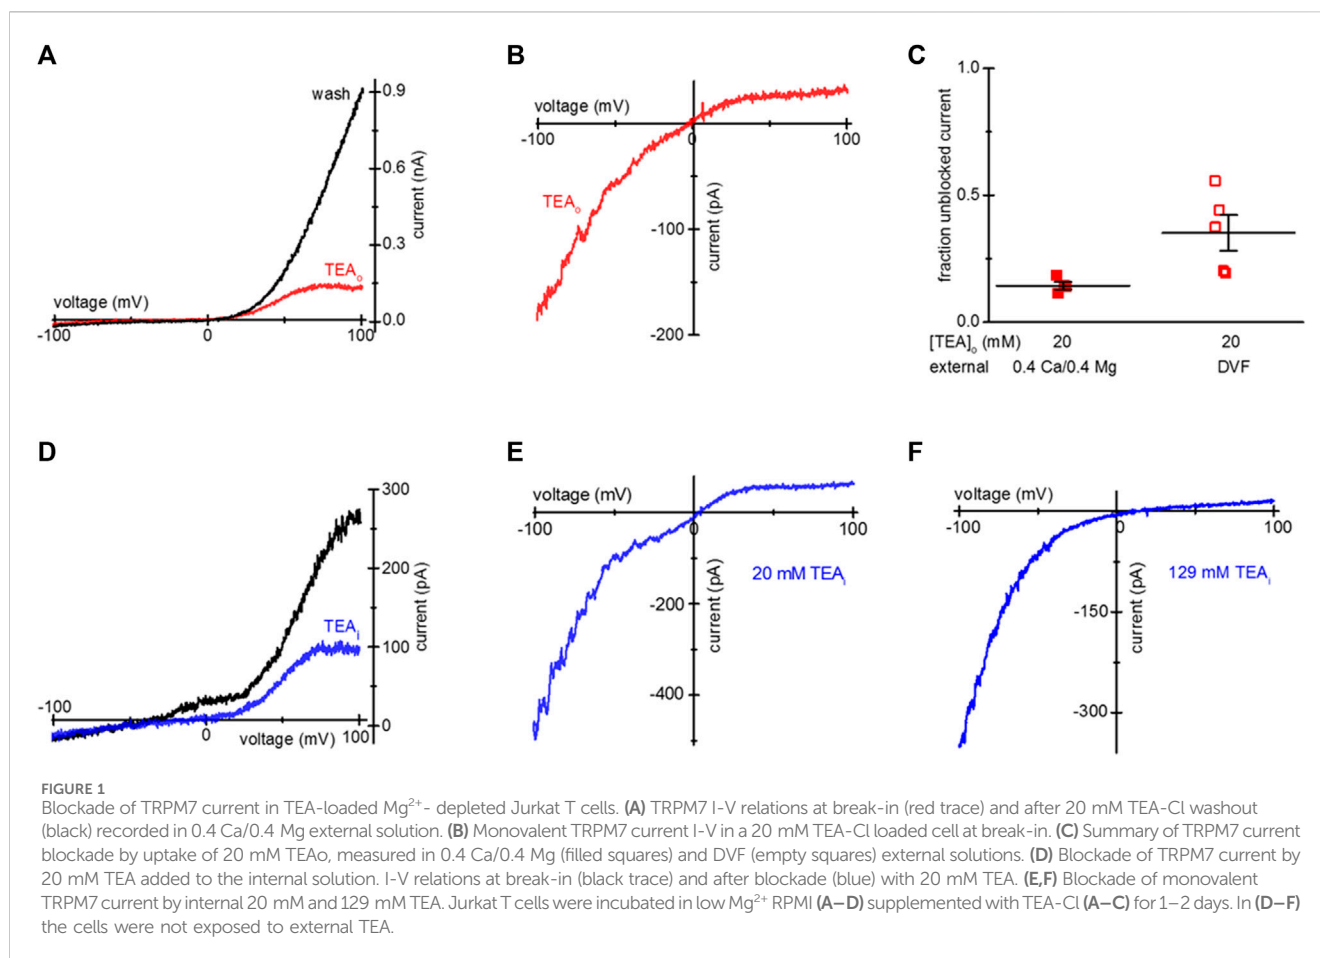 A
wash
0.9
0.6
0.3
0.0
current (nA)
TEAo
voltage (mV)
-100
0
100
B
voltage (mV)
-100
0
100
TEAo
-100
-200
current (pA)
C
1.0
0.5
0.0
fraction unblocked current
[TEA]o (mM) 20 20
external 0.4 Ca/0.4 Mg DVF
D
300
200
100
0
current (pA)
TEAi
-100
0
voltage (mV)
100
E
voltage (mV)
-100
0
100
20 mM TEAi
-200
-400
current (pA)
F
voltage (mV)
-100
0
100
129 mM TEAi
-150
-300
current (pA)
FIGURE 1
Blockade of TRPM7 current in TEA-loaded Mg2+- depleted Jurkat T cells. (A) TRPM7 I-V relations at break-in (red trace) and after 20 mM TEA-Cl washout
(black) recorded in 0.4 Ca/0.4 Mg external solution. (B) Monovalent TRPM7 current I-V in a 20 mM TEA-Cl loaded cell at break-in. (C) Summary of TRPM7 current
blockade by uptake of 20 mM TEAo, measured in 0.4 Ca/0.4 Mg (filled squares) and DVF (empty squares) external solutions. (D) Blockade of TRPM7 current by
20 mM TEA added to the internal solution. I-V relations at break-in (black trace) and after blockade (blue) with 20 mM TEA. (E,F) Blockade of monovalent
TRPM7 current by internal 20 mM and 129 mM TEA. Jurkat T cells were incubated in low Mg2+ RPMI (A–D) supplemented with TEA-Cl (A–C) for 1–2 days. In (D–F)
the cells were not exposed to external TEA.